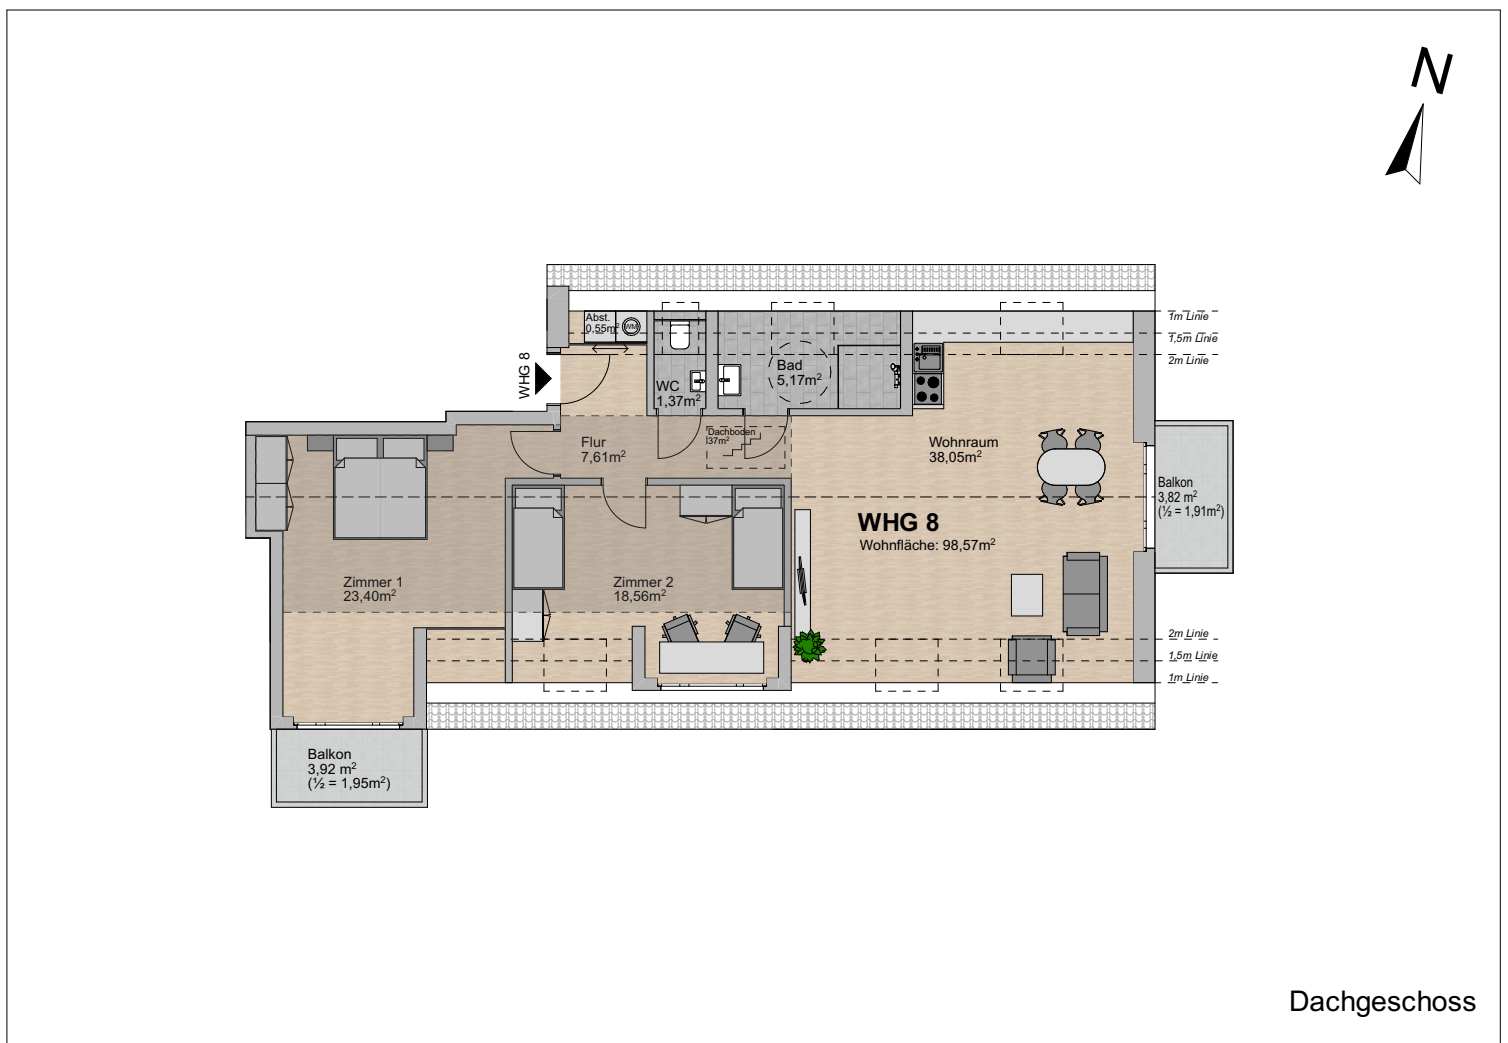 N
1m Linie
1,5m Linie
2m Linie
Abst.
0,55m²
WM
WHG 8
WC
1,37m²
Bad
5,17m²
Flur
7,61m²
Dachboden
37m²
Wohnraum
38,05m²
Balkon
3,82 m²
(½ = 1,91m²)
WHG 8
Wohnfläche: 98,57m²
Zimmer 1
23,40m²
Zimmer 2
18,56m²
2m Linie
1,5m Linie
1m Linie
Balkon
3,92 m²
(½ = 1,95m²)
Dachgeschoss